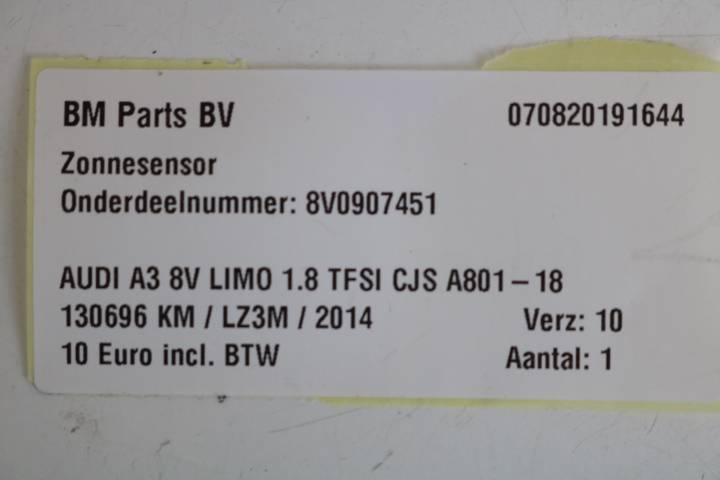 BM Parts BV 070820191644
Zonnesensor
Onderdeelnummer: 8V0907451
AUDI A3 8V LIMO 1.8 TFSI CJS A801-18
130696 KM / LZ3M / 2014 Verz: 10
10 Euro incl. BTW Aantal: 1